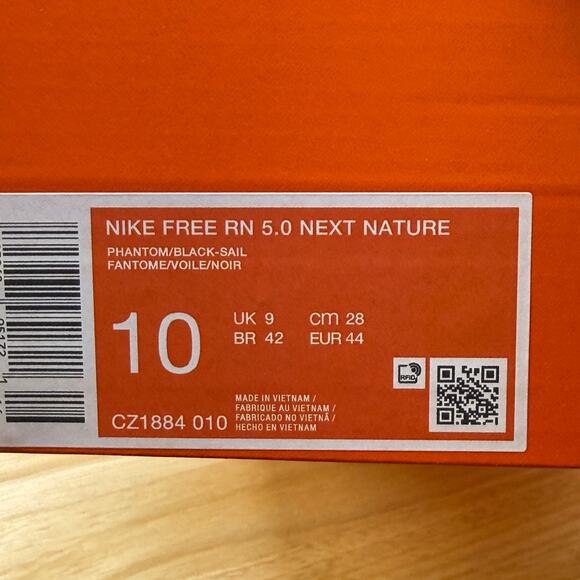 NIKE FREE RN 5.0 NEXT NATURE
PHANTOM/BLACK-SAIL
FANTOME/VOILE/NOIR
10
UK 9 cm 28
BR 42 EUR 44
RFID
CZ1884 010
MADE IN VIETNAM /
FABRIQUE AU VIETNAM /
FABRICADO NO VIETNÃ /
HECHO EN VIETNAM